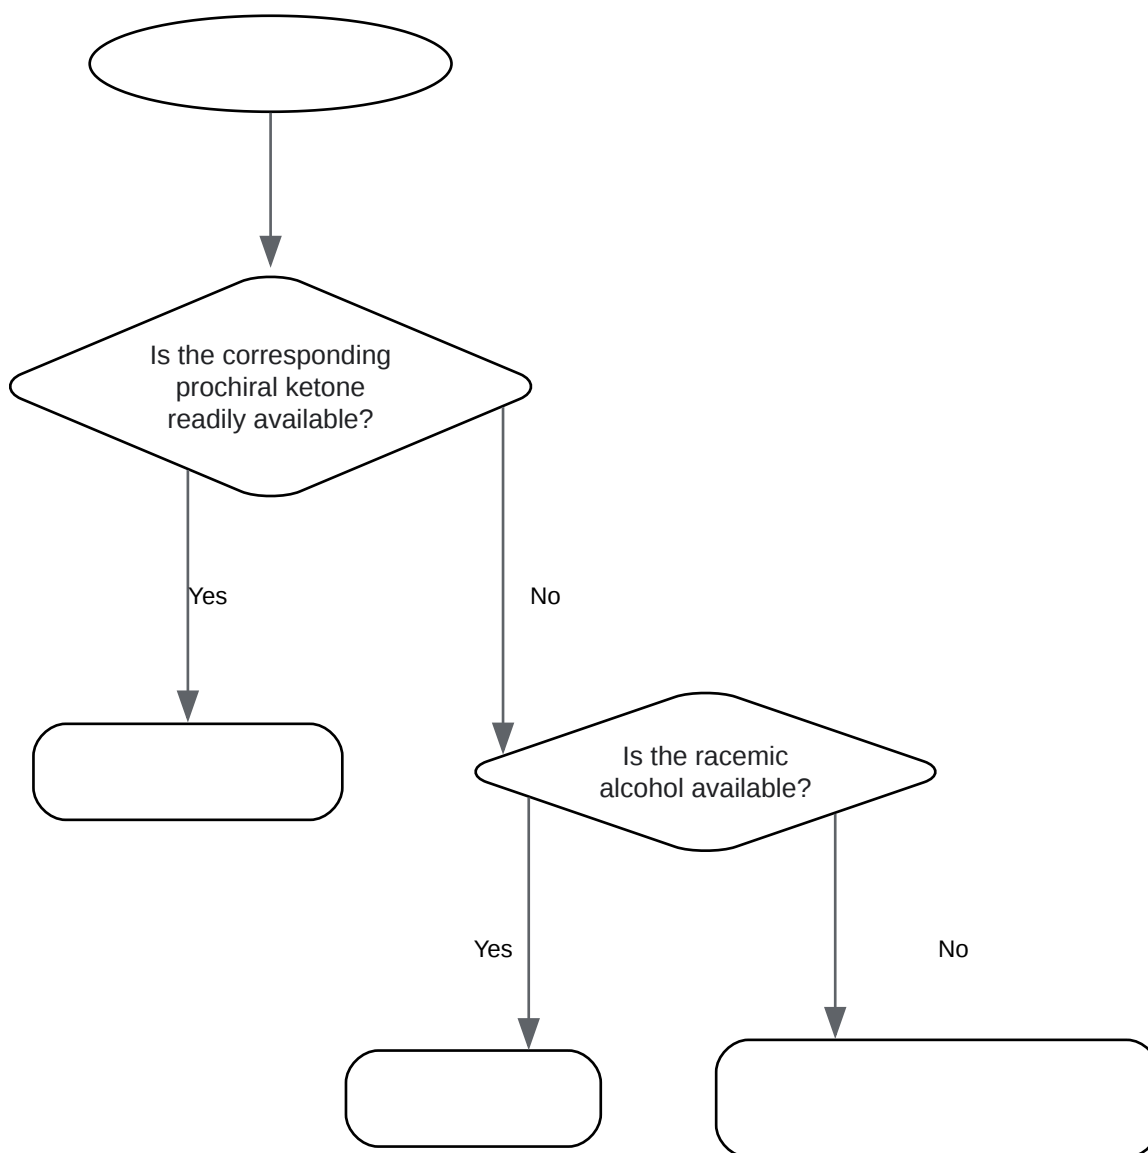 Is the corresponding
prochiral ketone
readily available?
Yes
No
Is the racemic
alcohol available?
Yes
No